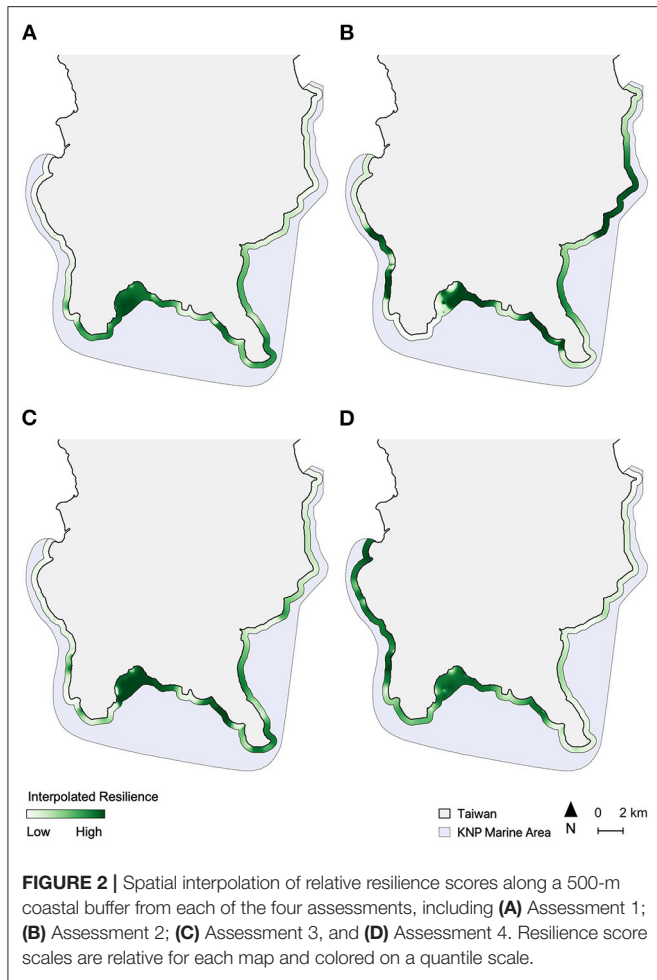 A
B
C
D
Interpolated Resilience
Low High
Taiwan
KNP Marine Area
N
0 2 km
FIGURE 2 | Spatial interpolation of relative resilience scores along a 500-m
coastal buffer from each of the four assessments, including (A) Assessment 1;
(B) Assessment 2; (C) Assessment 3, and (D) Assessment 4. Resilience score
scales are relative for each map and colored on a quantile scale.